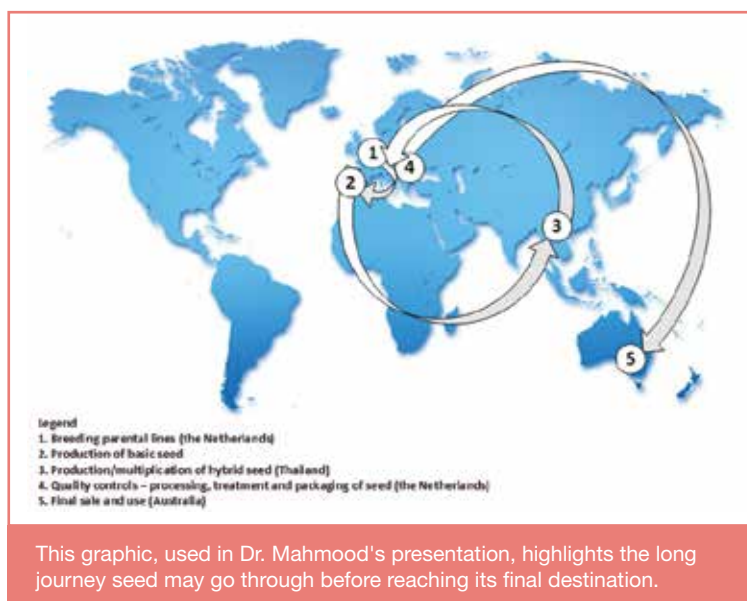 1
2
3
4
5
Legend
1. Breeding parental lines (the Netherlands)
2. Production of basic seed
3. Production/multiplication of hybrid seed (Thailand)
4. Quality controls – processing, treatment and packaging of seed (the Netherlands)
5. Final sale and use (Australia)
This graphic, used in Dr. Mahmood's presentation, highlights the long
journey seed may go through before reaching its final destination.